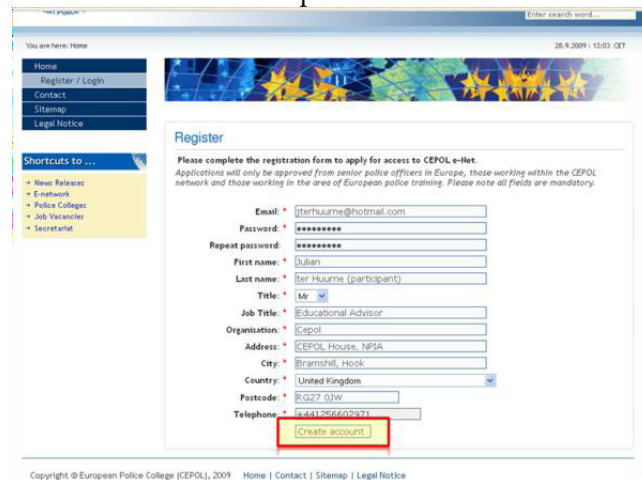 Enter search word...
You are here: Home
28.9.2009 : 13:03 CET
Home
Register / Login
Contact
Sitemap
Legal Notice
Shortcuts to ...
News Releases
E-network
Police Colleges
Job Vacancies
Secretariat
Register
Please complete the registration form to apply for access to CEPOL e-Net.
Applications will only be approved from senior police officers in Europe, those working within the CEPOL
network and those working in the area of European police training. Please note all fields are mandatory.
Email: * jterhuurne@hotmail.com
Password: * •••••••••
Repeat password: •••••••••
First name: * Julian
Last name: * ter Huurne (participant)
Title: * Mr
Job Title: * Educational Advisor
Organisation: * Cepol
Address: * CEPOL House, NPIA
City: * Bramshill, Hook
Country: * United Kingdom
Postcode: * RG27 0JW
Telephone: * +441256602971
Create account
Copyright @ European Police College (CEPOL), 2009 Home | Contact | Sitemap | Legal Notice